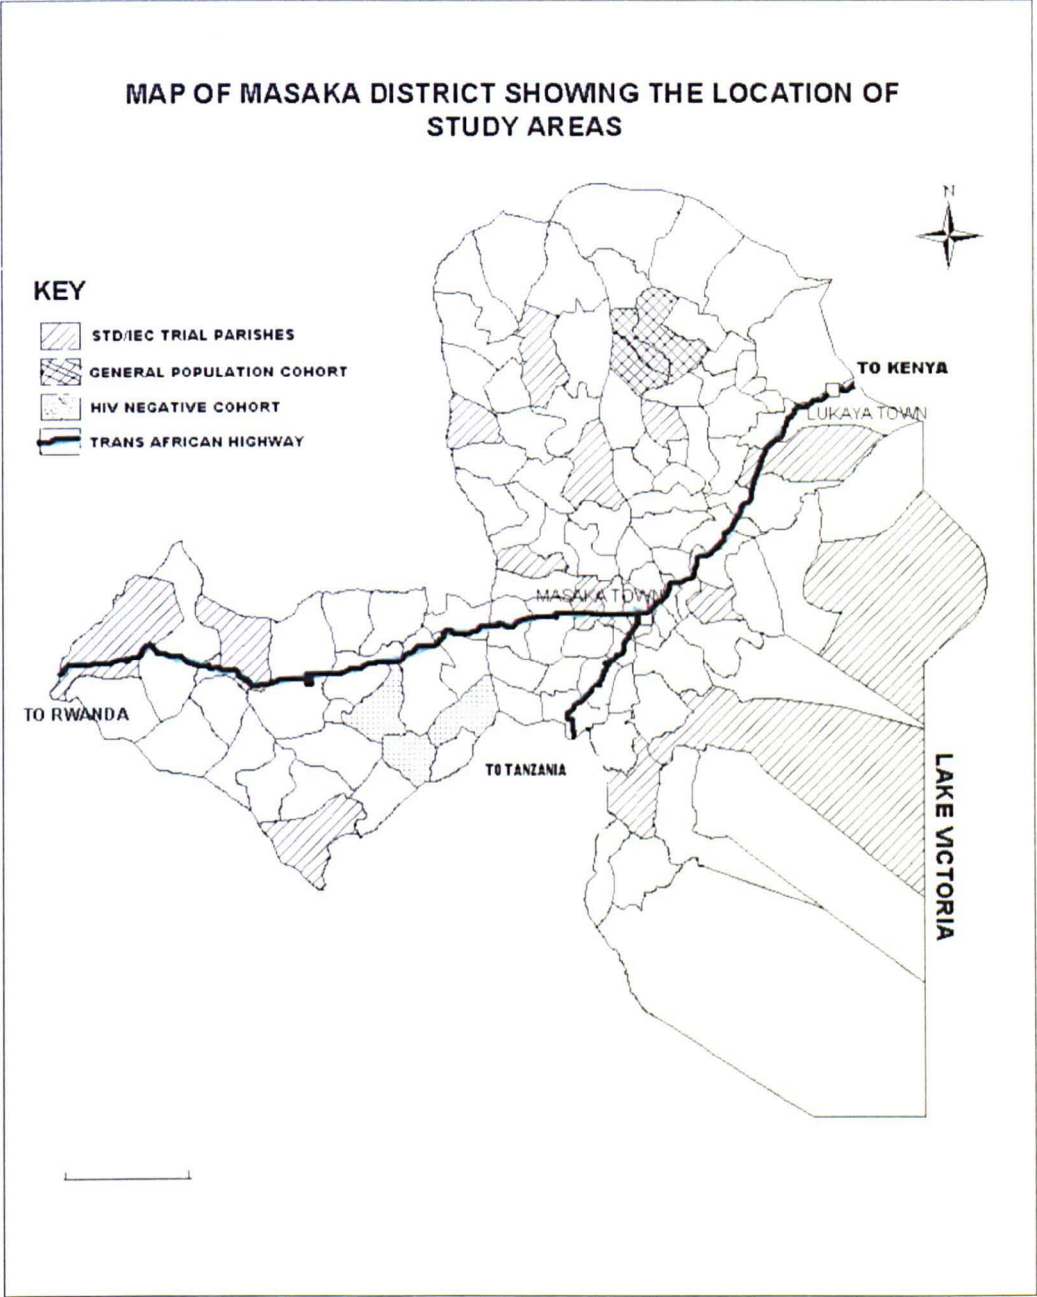 MAP OF MASAKA DISTRICT SHOWING THE LOCATION OF
STUDY AREAS
N
KEY
STD/IEC TRIAL PARISHES
GENERAL POPULATION COHORT
HIV NEGATIVE COHORT
TRANS AFRICAN HIGHWAY
TO KENYA
LUKAYA TOWN
MASAKA TOWN
TO RWANDA
TO TANZANIA
LAKE VICTORIA